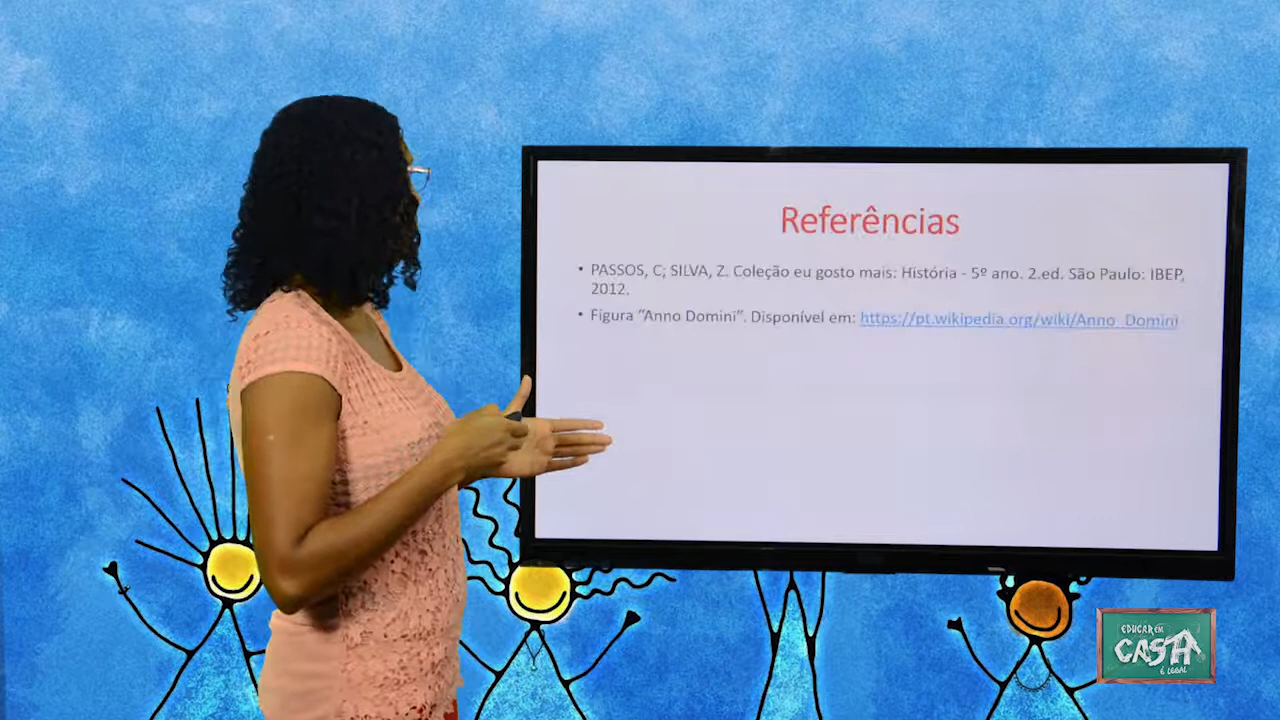 Referências
• PASSOS, C; SILVA, Z. Coleção eu gosto mais: História - 5º ano. 2.ed. São Paulo: IBEP,
2012.
• Figura “Anno Domini”. Disponível em: https://pt.wikipedia.org/wiki/Anno_Domini
EDUCAR EM
CASA
É LEGAL